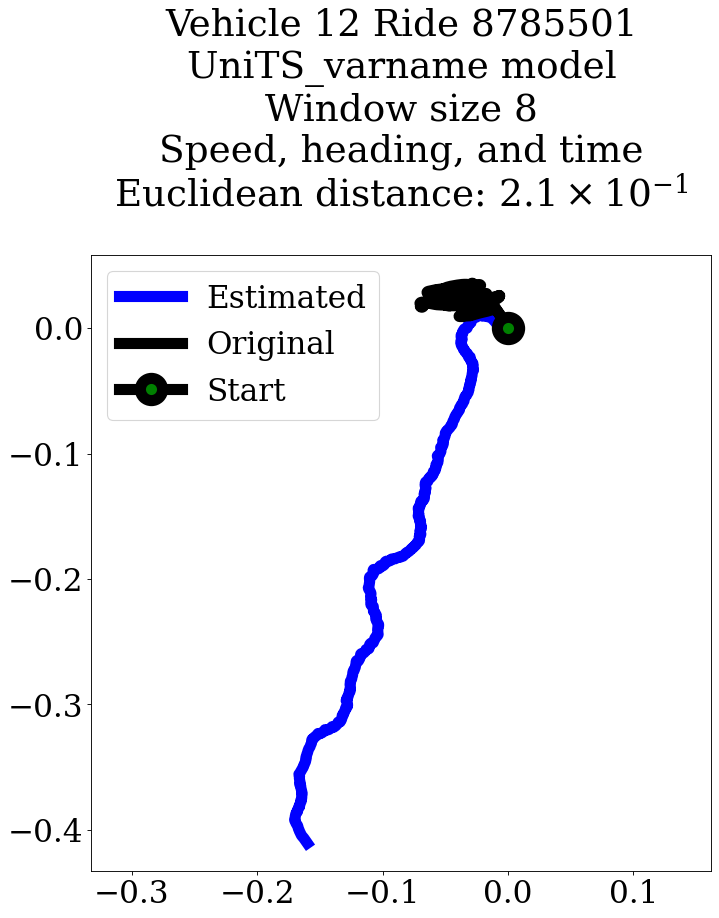 Vehicle 12 Ride 8785501
UniTS_varname model
Window size 8
Speed, heading, and time
Euclidean distance: 2.1 × 10⁻¹
Estimated
Original
Start
0.0
−0.1
−0.2
−0.3
−0.4
−0.3 −0.2 −0.1 0.0 0.1